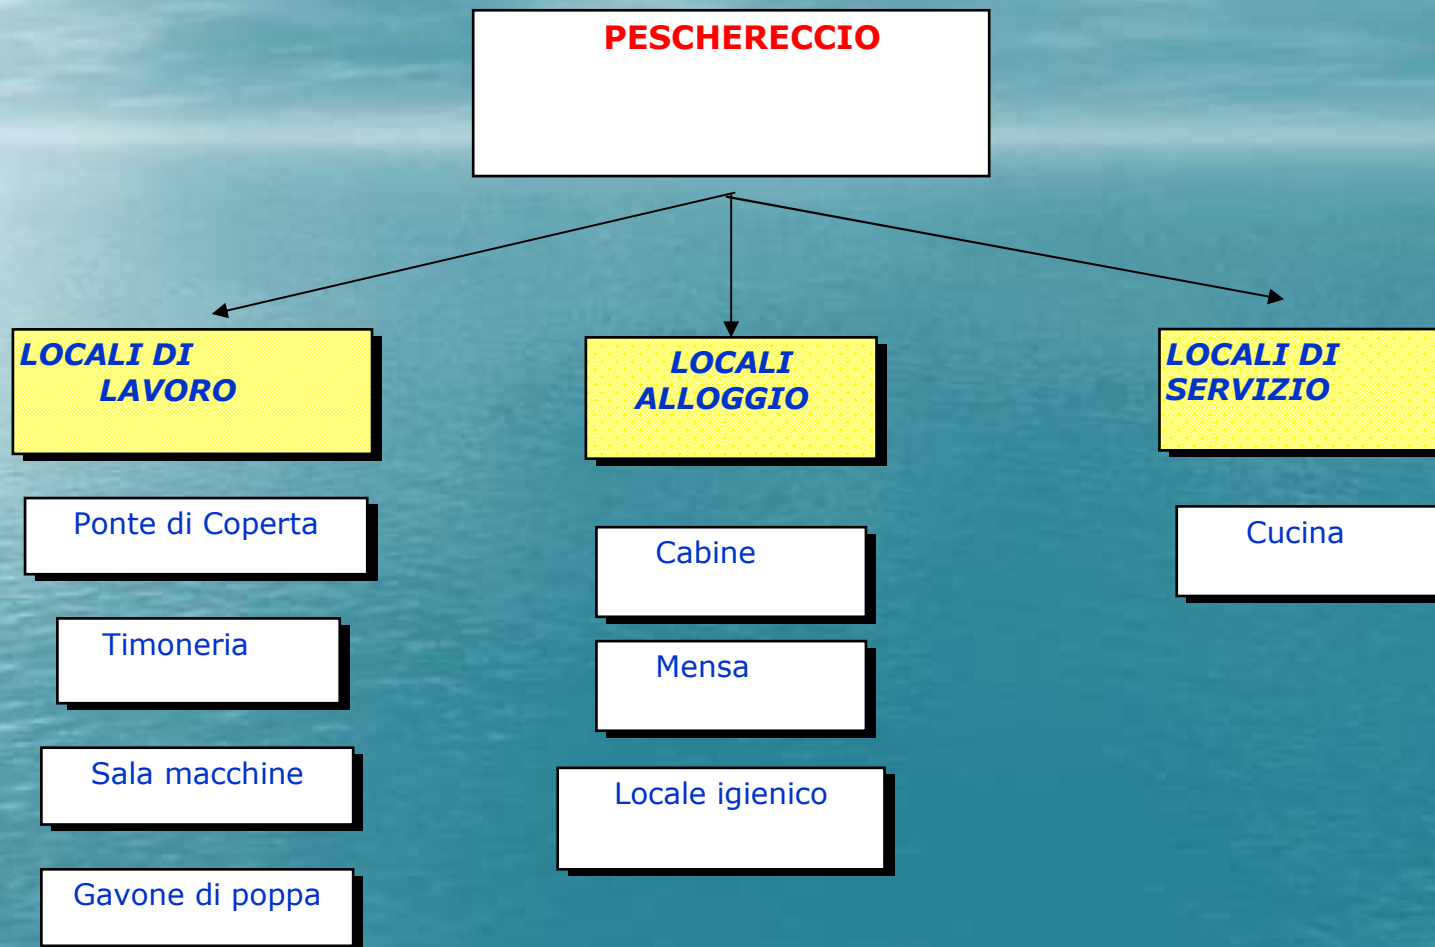 PESCHERECCIO
LOCALI DI
LAVORO
Ponte di Coperta
Timoneria
Sala macchine
Gavone di poppa
LOCALI
ALLOGGIO
Cabine
Mensa
Locale igienico
LOCALI DI
SERVIZIO
Cucina